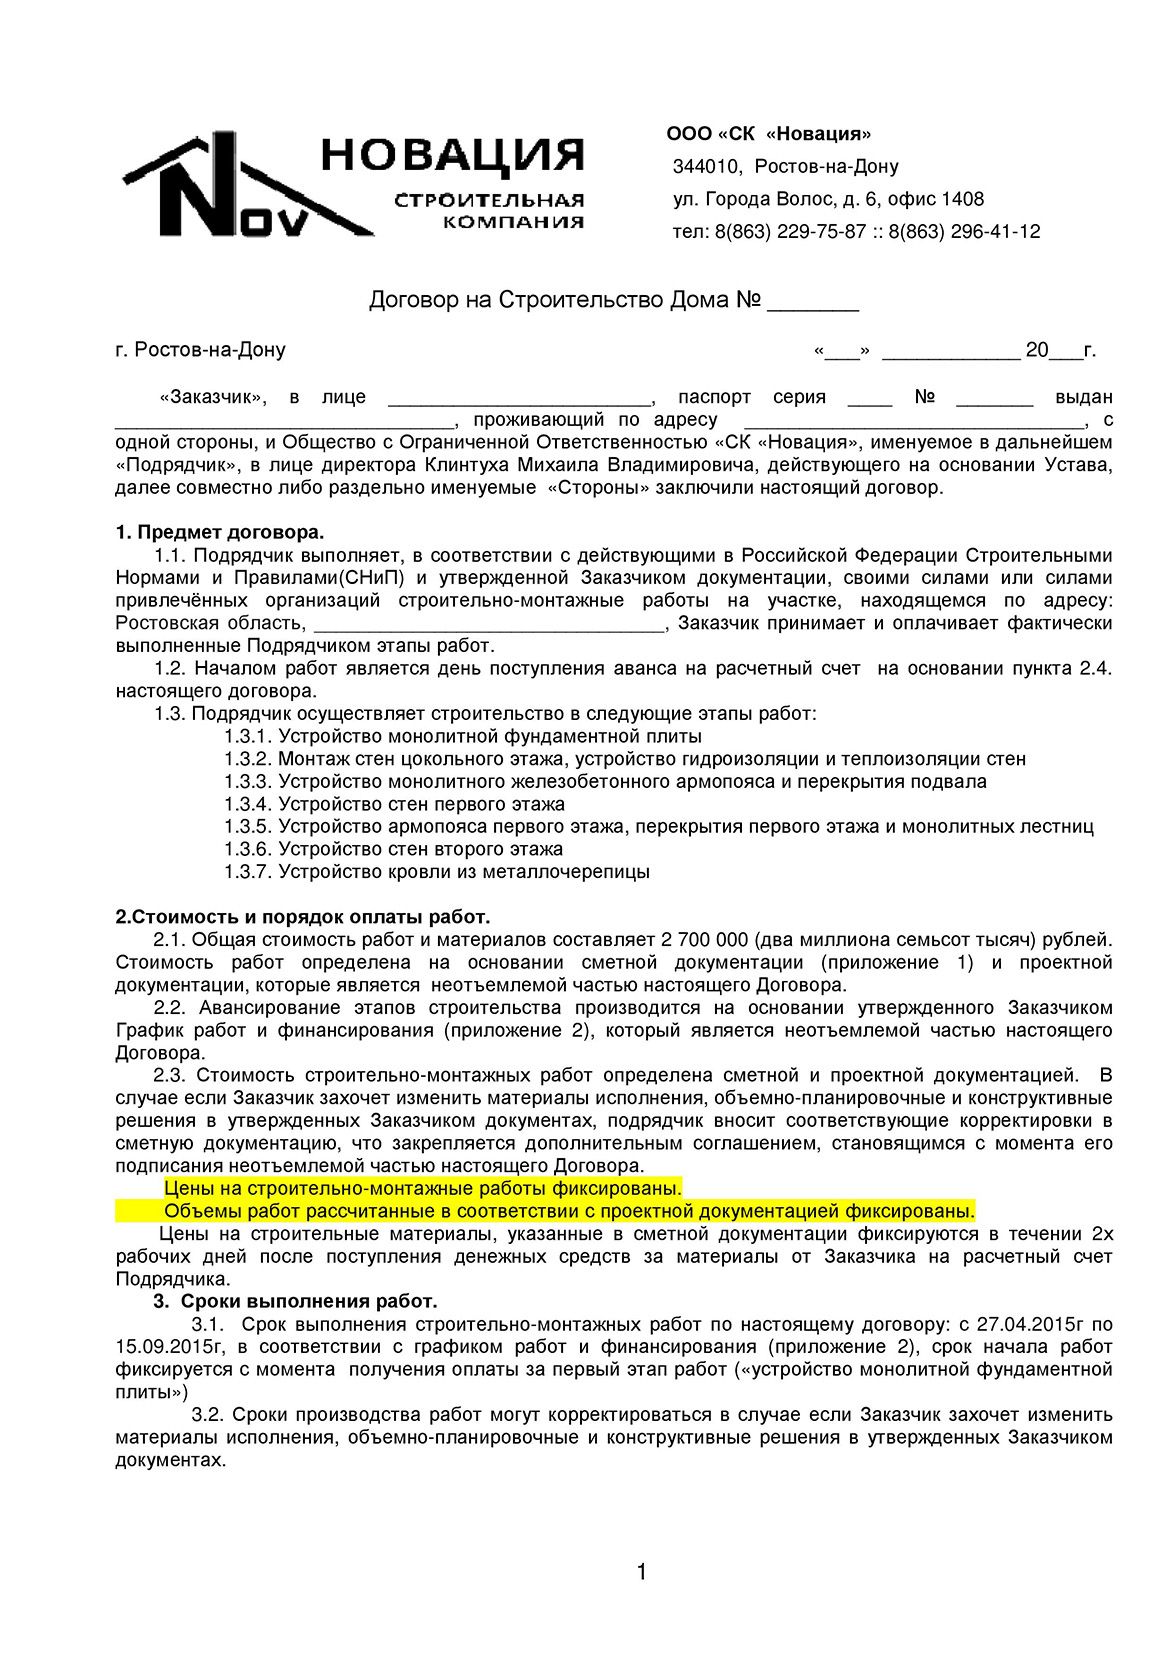 Nov
НОВАЦИЯ
СТРОИТЕЛЬНАЯ
КОМПАНИЯ
ООО «СК «Новация»
344010, Ростов-на-Дону
ул. Города Волос, д. 6, офис 1408
тел: 8(863) 229-75-87 :: 8(863) 296-41-12
Договор на Строительство Дома № _______
г. Ростов-на-Дону «___» ____________ 20___г.
«Заказчик», в лице ________________________, паспорт серия ____ № _______ выдан
_______________________________, проживающий по адресу _______________________________, с
одной стороны, и Общество с Ограниченной Ответственностью «СК «Новация», именуемое в дальнейшем
«Подрядчик», в лице директора Клинтуха Михаила Владимировича, действующего на основании Устава,
далее совместно либо раздельно именуемые «Стороны» заключили настоящий договор.
1. Предмет договора.
1.1. Подрядчик выполняет, в соответствии с действующими в Российской Федерации Строительными
Нормами и Правилами(СНиП) и утвержденной Заказчиком документации, своими силами или силами
привлечённых организаций строительно-монтажные работы на участке, находящемся по адресу:
Ростовская область, ________________________________, Заказчик принимает и оплачивает фактически
выполненные Подрядчиком этапы работ.
1.2. Началом работ является день поступления аванса на расчетный счет на основании пункта 2.4.
настоящего договора.
1.3. Подрядчик осуществляет строительство в следующие этапы работ:
1.3.1. Устройство монолитной фундаментной плиты
1.3.2. Монтаж стен цокольного этажа, устройство гидроизоляции и теплоизоляции стен
1.3.3. Устройство монолитного железобетонного армопояса и перекрытия подвала
1.3.4. Устройство стен первого этажа
1.3.5. Устройство армопояса первого этажа, перекрытия первого этажа и монолитных лестниц
1.3.6. Устройство стен второго этажа
1.3.7. Устройство кровли из металлочерепицы
2.Стоимость и порядок оплаты работ.
2.1. Общая стоимость работ и материалов составляет 2 700 000 (два миллиона семьсот тысяч) рублей.
Стоимость работ определена на основании сметной документации (приложение 1) и проектной
документации, которые является неотъемлемой частью настоящего Договора.
2.2. Авансирование этапов строительства производится на основании утвержденного Заказчиком
График работ и финансирования (приложение 2), который является неотъемлемой частью настоящего
Договора.
2.3. Стоимость строительно-монтажных работ определена сметной и проектной документацией. В
случае если Заказчик захочет изменить материалы исполнения, объемно-планировочные и конструктивные
решения в утвержденных Заказчиком документах, подрядчик вносит соответствующие корректировки в
сметную документацию, что закрепляется дополнительным соглашением, становящимся с момента его
подписания неотъемлемой частью настоящего Договора.
Цены на строительно-монтажные работы фиксированы.
Объемы работ рассчитанные в соответствии с проектной документацией фиксированы.
Цены на строительные материалы, указанные в сметной документации фиксируются в течении 2х
рабочих дней после поступления денежных средств за материалы от Заказчика на расчетный счет
Подрядчика.
3. Сроки выполнения работ.
3.1. Срок выполнения строительно-монтажных работ по настоящему договору: с 27.04.2015г по
15.09.2015г, в соответствии с графиком работ и финансирования (приложение 2), срок начала работ
фиксируется с момента получения оплаты за первый этап работ («устройство монолитной фундаментной
плиты»)
3.2. Сроки производства работ могут корректироваться в случае если Заказчик захочет изменить
материалы исполнения, объемно-планировочные и конструктивные решения в утвержденных Заказчиком
документах.
1